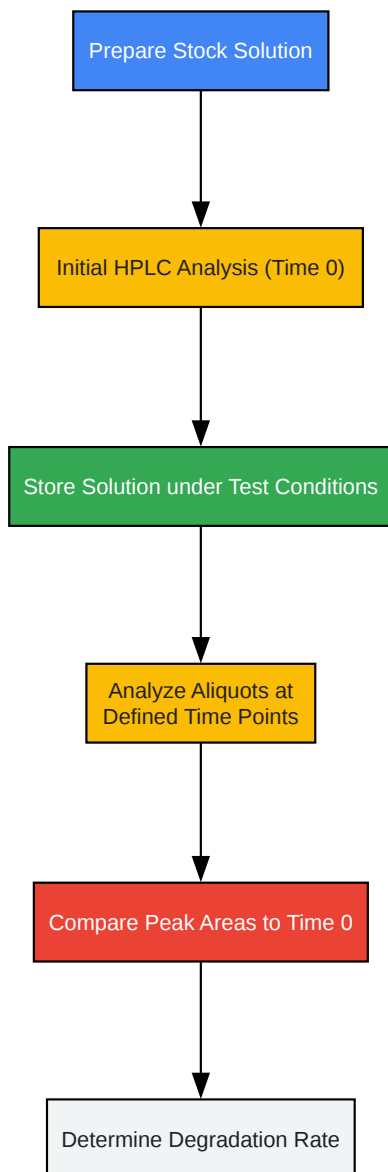 Prepare Stock Solution
Initial HPLC Analysis (Time 0)
Store Solution under Test Conditions
Analyze Aliquots at
Defined Time Points
Compare Peak Areas to Time 0
Determine Degradation Rate